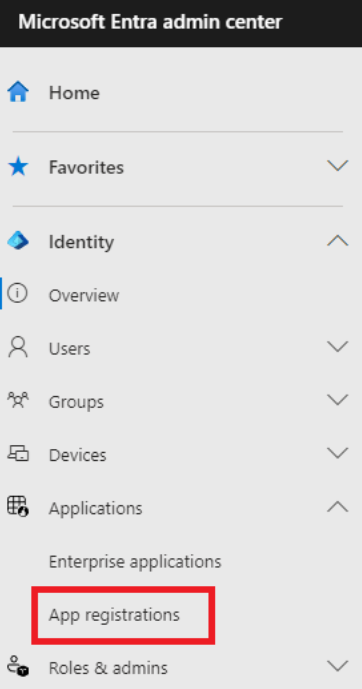 Microsoft Entra admin center
Home
Favorites
Identity
Overview
Users
Groups
Devices
Applications
Enterprise applications
App registrations
Roles & admins